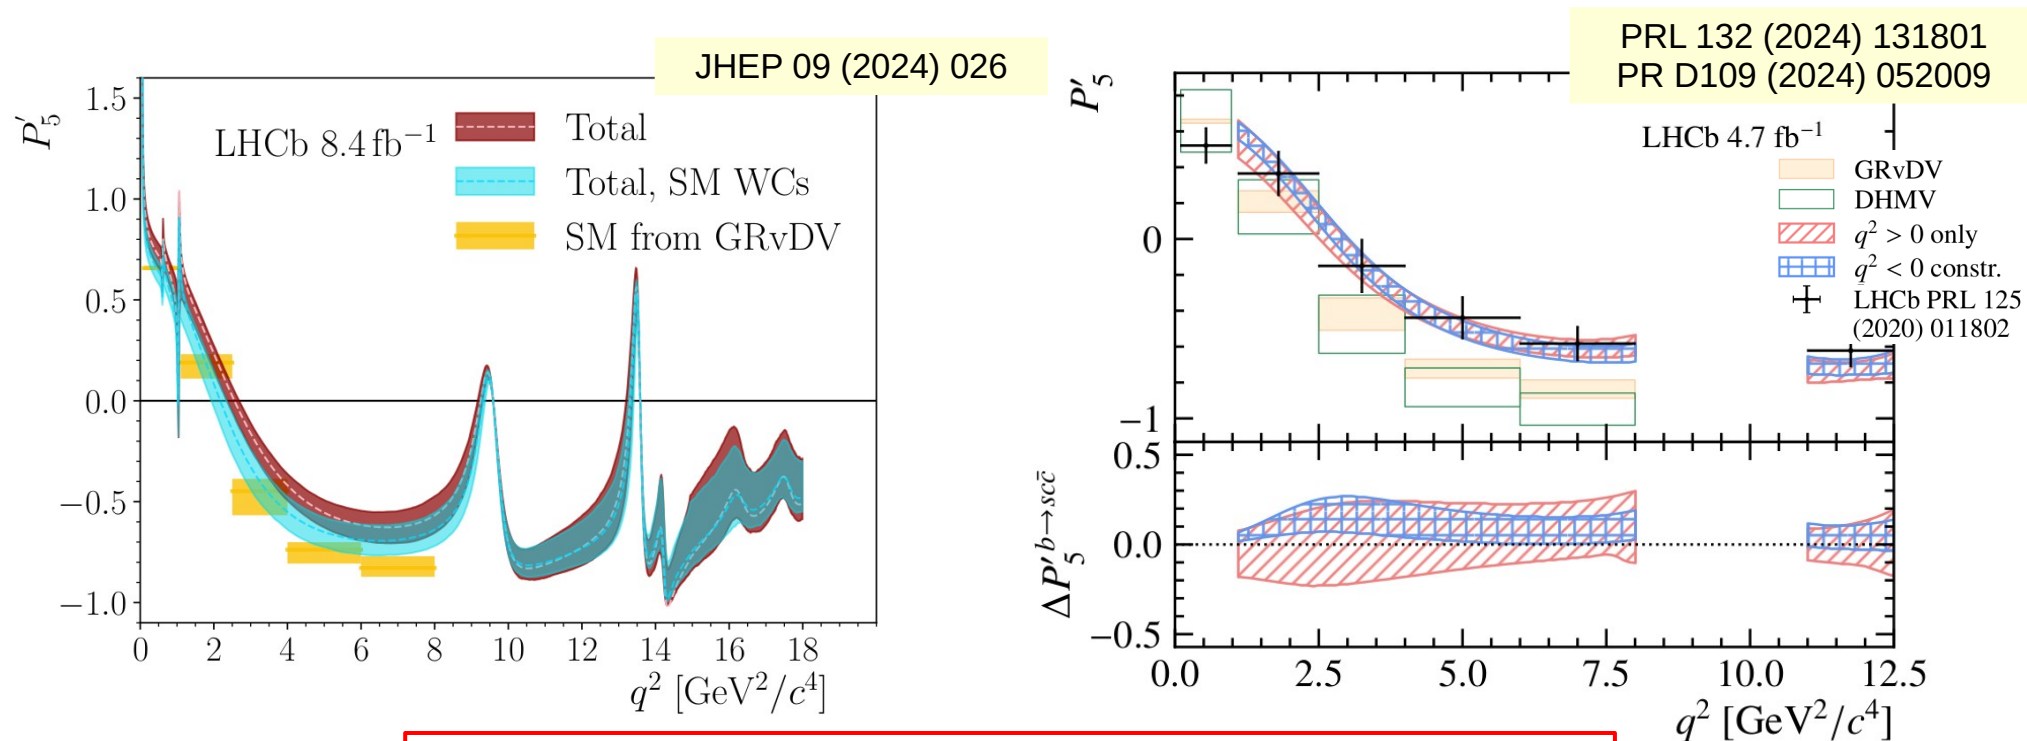 JHEP 09 (2024) 026
P′5
1.5
1.0
0.5
0.0
−0.5
−1.0
LHCb 8.4 fb−1
Total
Total, SM WCs
SM from GRvDV
0 2 4 6 8 10 12 14 16 18
q2 [GeV2/c4]
PRL 132 (2024) 131801
PR D109 (2024) 052009
P′5
0
−1
LHCb 4.7 fb−1
GRvDV
DHMV
q2 > 0 only
q2 < 0 constr.
LHCb PRL 125
(2020) 011802
ΔP′5 b→sc̄c
0.5
0.0
−0.5
0.0 2.5 5.0 7.5 10.0 12.5
q2 [GeV2/c4]